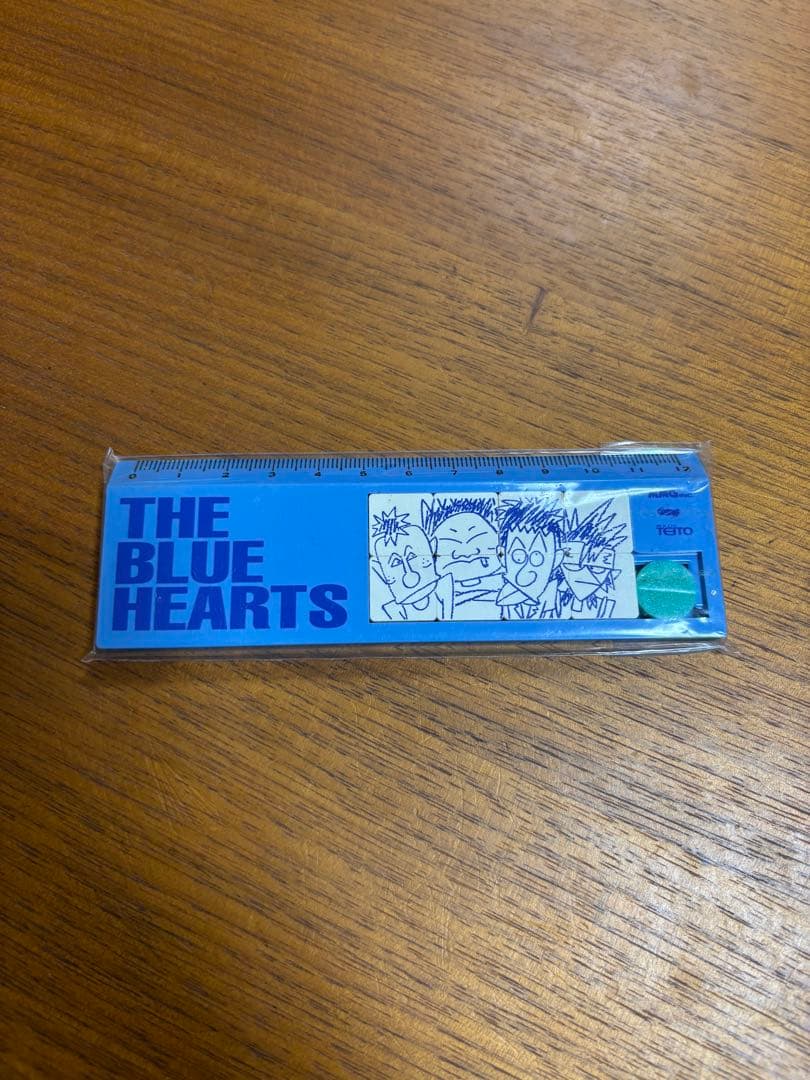 0 1 2 3 4 5 6 7 8 9 10 11 12
THE
BLUE
HEARTS
TEITO